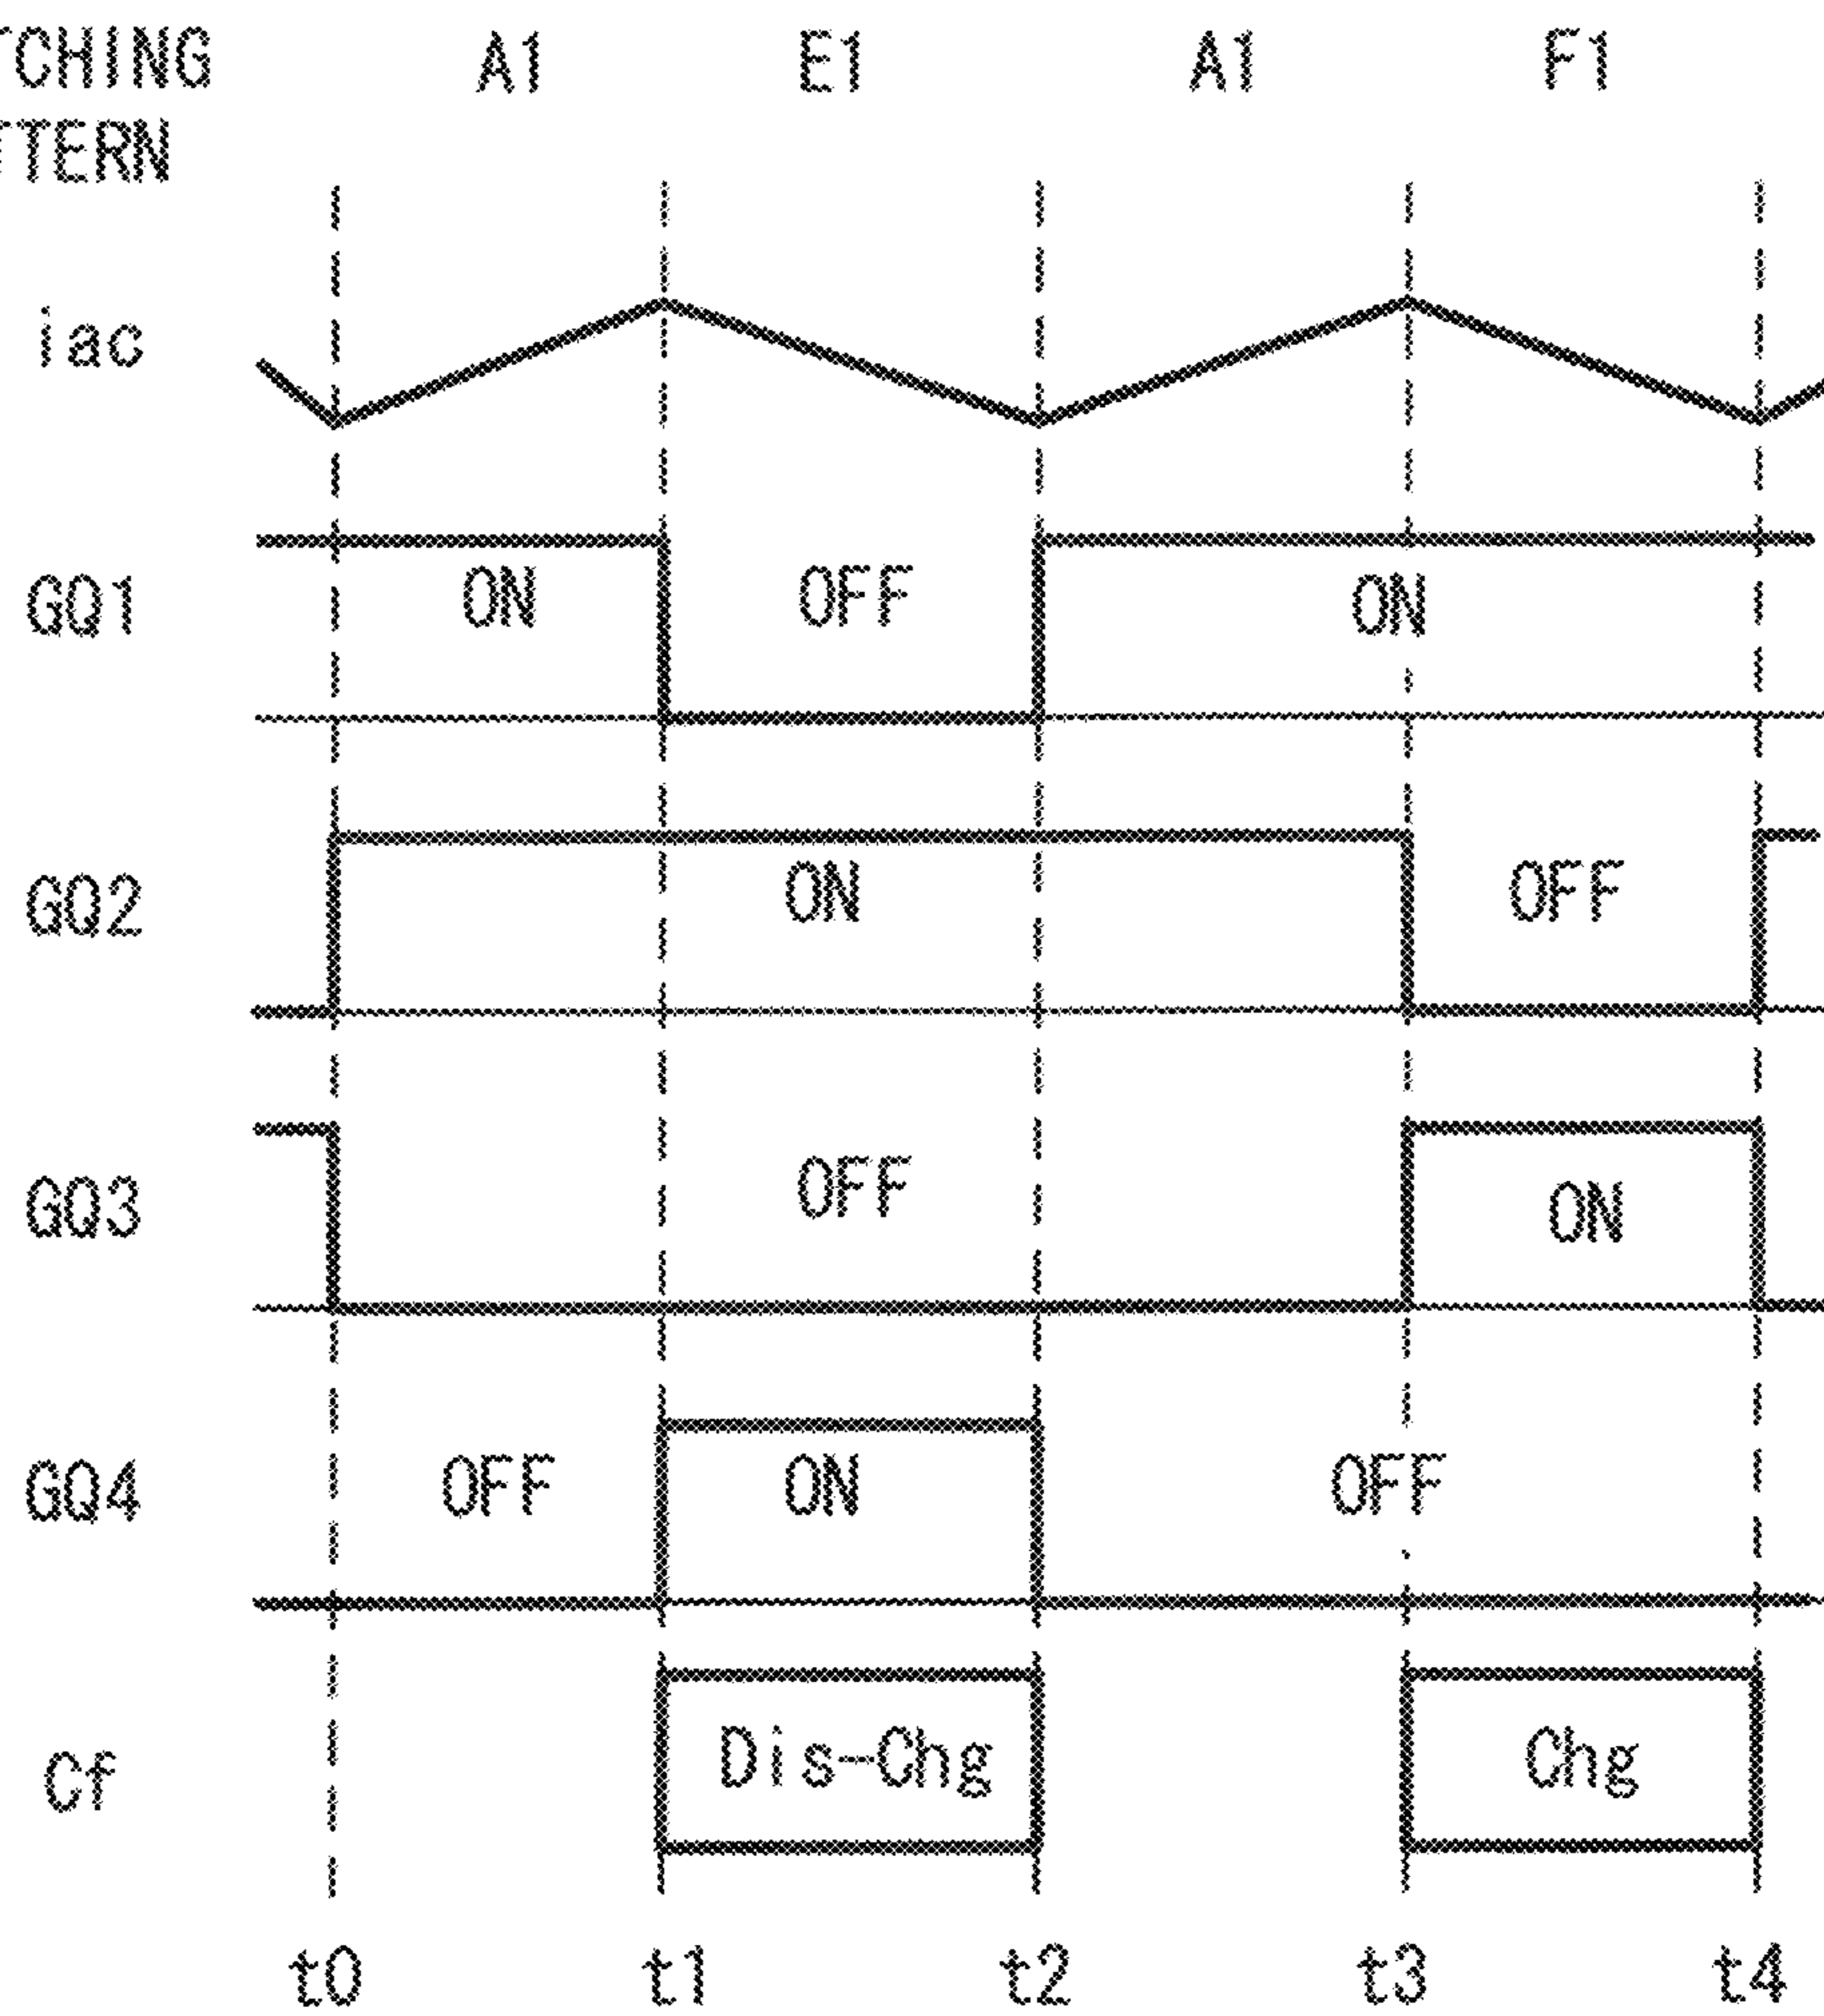 TCHING A1 E1 A1 F1
TTERN
iac
GQ1 ON OFF ON
GQ2 ON OFF
GQ3 OFF ON
GQ4 OFF ON OFF
Cf Dis-Chg Chg
t0 t1 t2 t3 t4